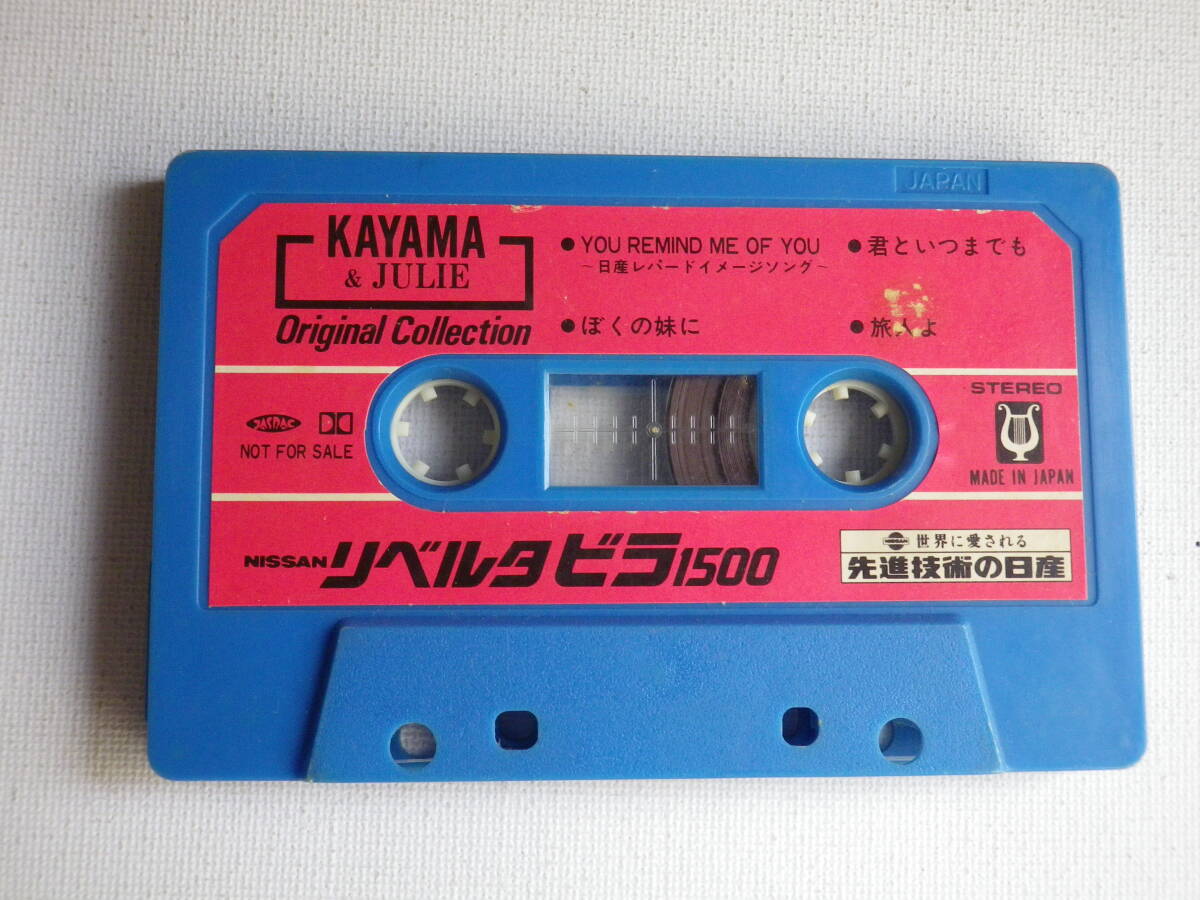 JAPAN
KAYAMA
& JULIE
Original Collection
● YOU REMIND ME OF YOU
~日産レパードイメージソング~
● ぼくの妹に
● 君といつまでも
● 旅人よ
JASRAC
NOT FOR SALE
STEREO
MADE IN JAPAN
NISSAN リベルタ ビラ1500
NISSAN 世界に愛される
先進技術の日産